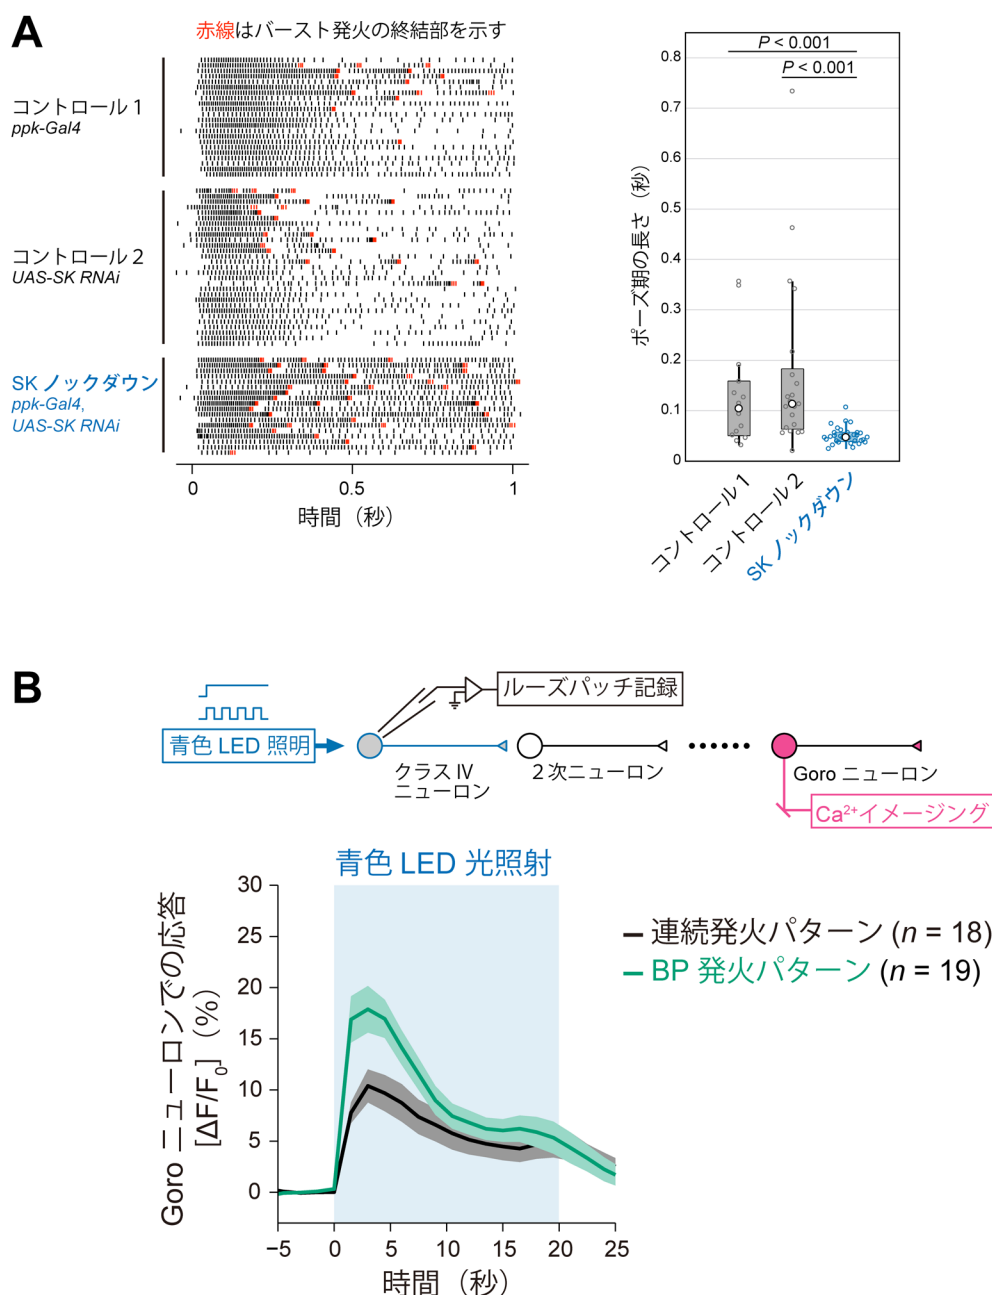 A
赤線はバースト発火の終結部を示す
コントロール 1
ppk-Gal4
コントロール 2
UAS-SK RNAi
SK ノックダウン
ppk-Gal4,
UAS-SK RNAi
0
0.5
1
時間（秒）
P < 0.001
P < 0.001
ポーズ期の長さ（秒）
0.8
0.7
0.6
0.5
0.4
0.3
0.2
0.1
0
コントロール 1
コントロール 2
SK ノックダウン
B
ルーズパッチ記録
青色 LED 照明
クラス IV
ニューロン
２次ニューロン
Goro ニューロン
Ca²⁺イメージング
青色 LED 光照射
Goro ニューロンでの応答
[ΔF/F₀]（%）
30
25
20
15
10
5
0
−5
0
5
10
15
20
25
時間（秒）
連続発火パターン (n = 18)
BP 発火パターン (n = 19)